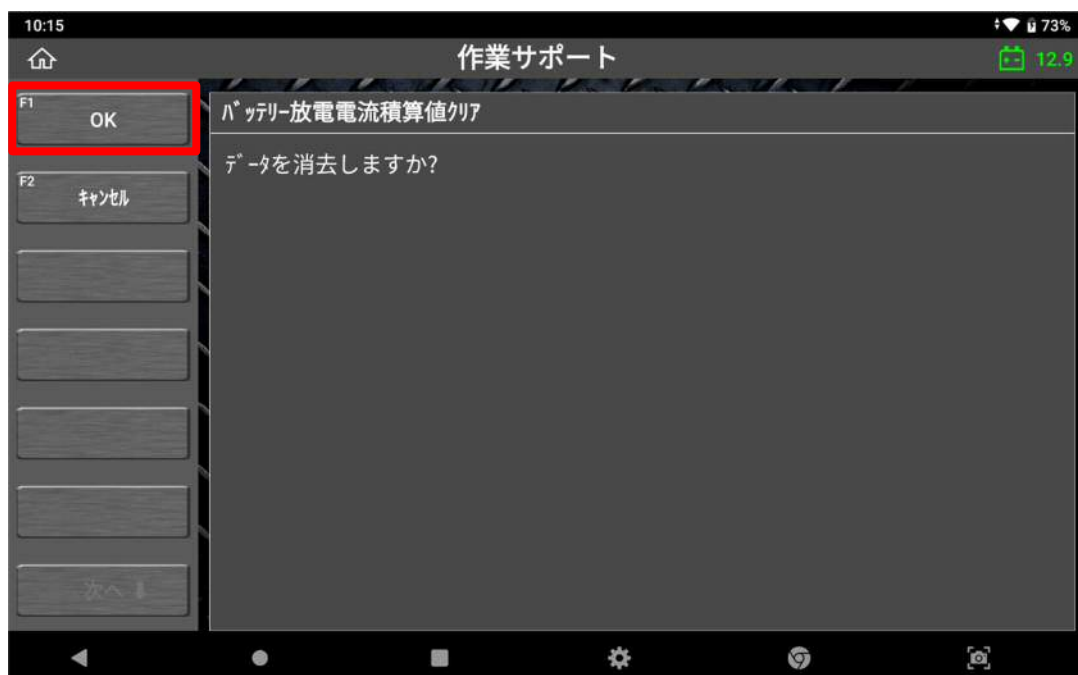 10:15
73%
作業サポート
12.9
F1
OK
ﾊﾞｯﾃﾘｰ放電電流積算値ｸﾘｱ
ﾃﾞｰﾀを消去しますか?
F2
ｷｬﾝｾﾙ
次へ ⬇